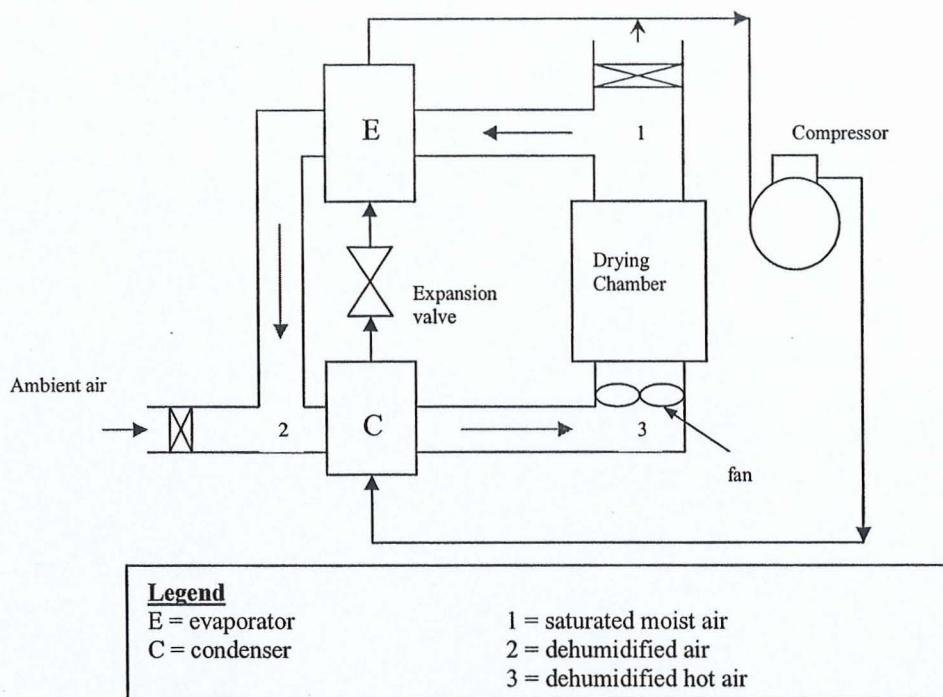 E
1
Compressor
Drying
Chamber
Expansion
valve
Ambient air
2
C
3
fan
Legend
E = evaporator
C = condenser
1 = saturated moist air
2 = dehumidified air
3 = dehumidified hot air